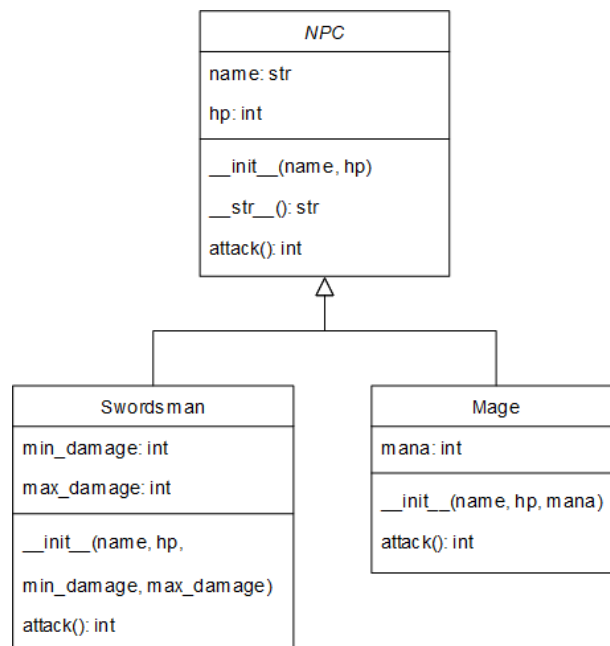 NPC
name: str
hp: int
__init__(name, hp)
__str__(): str
attack(): int
Swordsman
min_damage: int
max_damage: int
__init__(name, hp,
min_damage, max_damage)
attack(): int
Mage
mana: int
__init__(name, hp, mana)
attack(): int